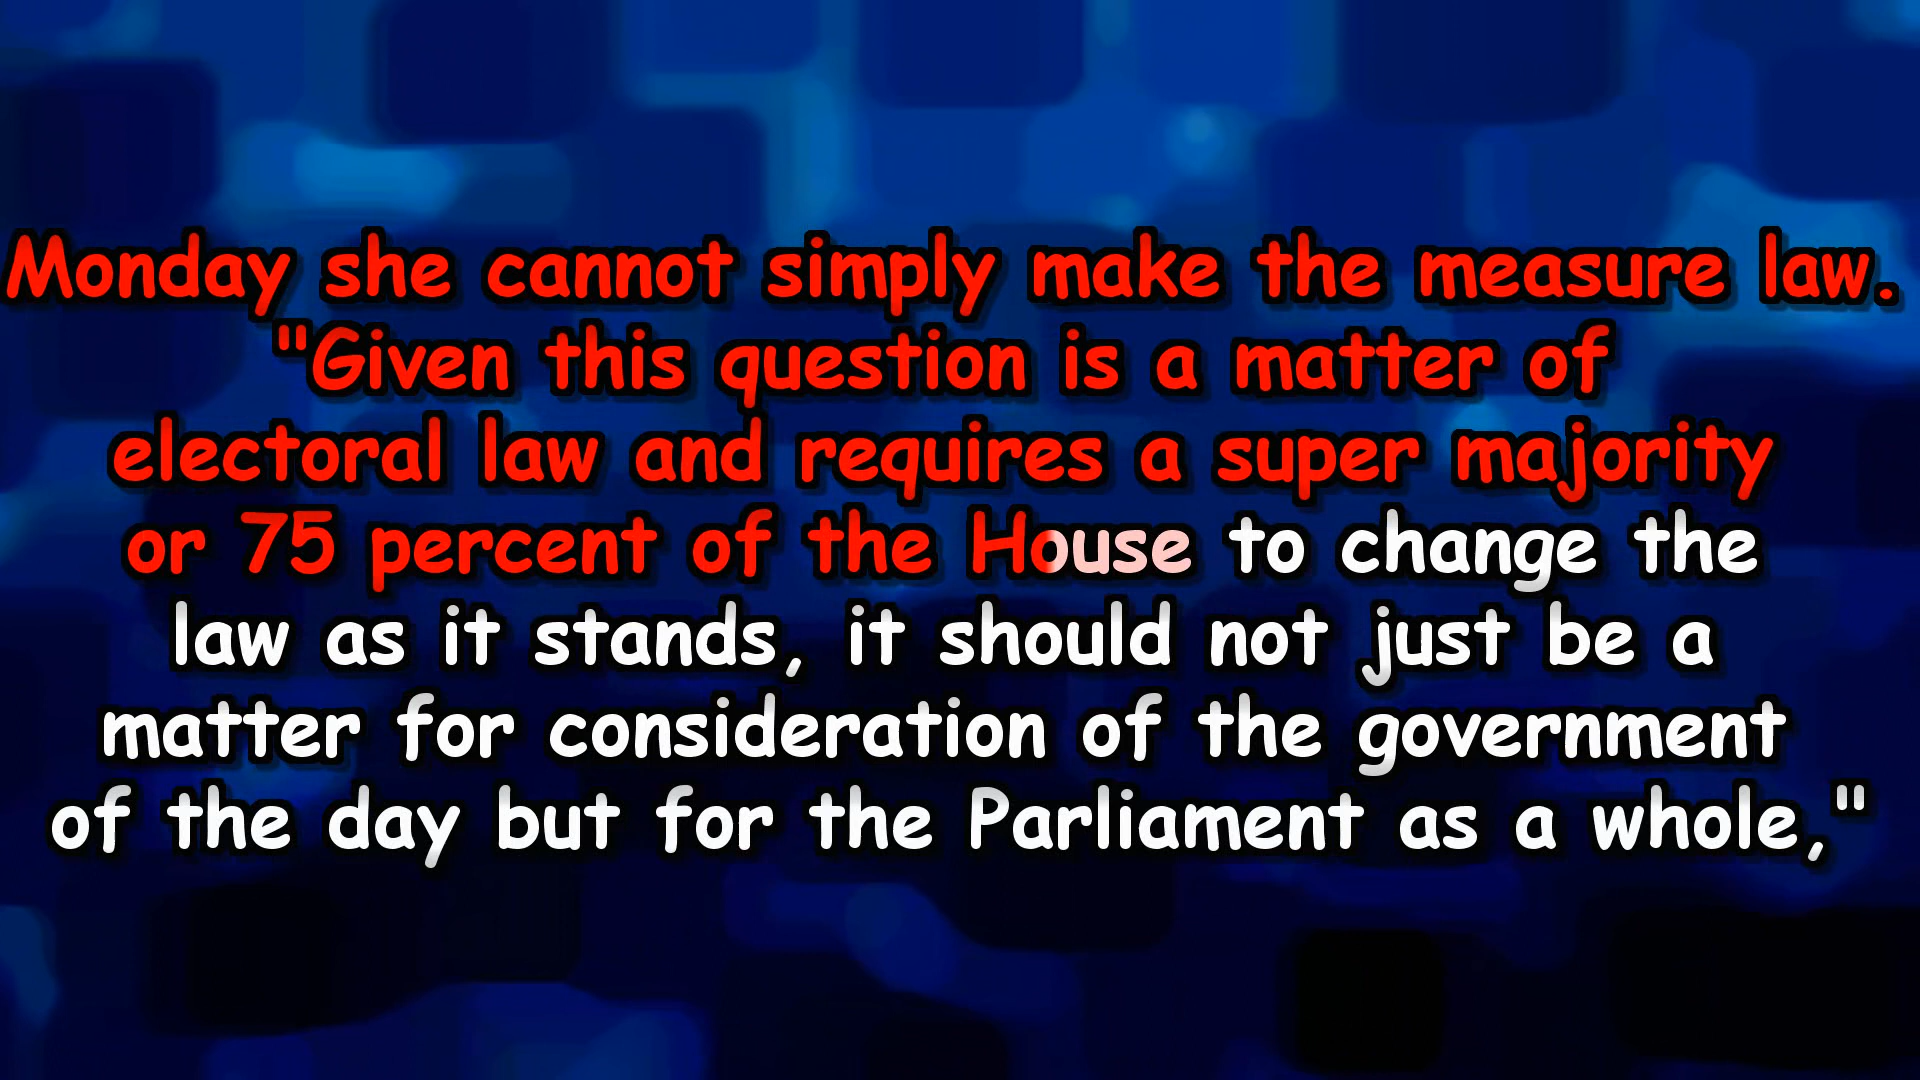 Monday she cannot simply make the measure law.
"Given this question is a matter of
electoral law and requires a super majority
or 75 percent of the House to change the
law as it stands, it should not just be a
matter for consideration of the government
of the day but for the Parliament as a whole,"